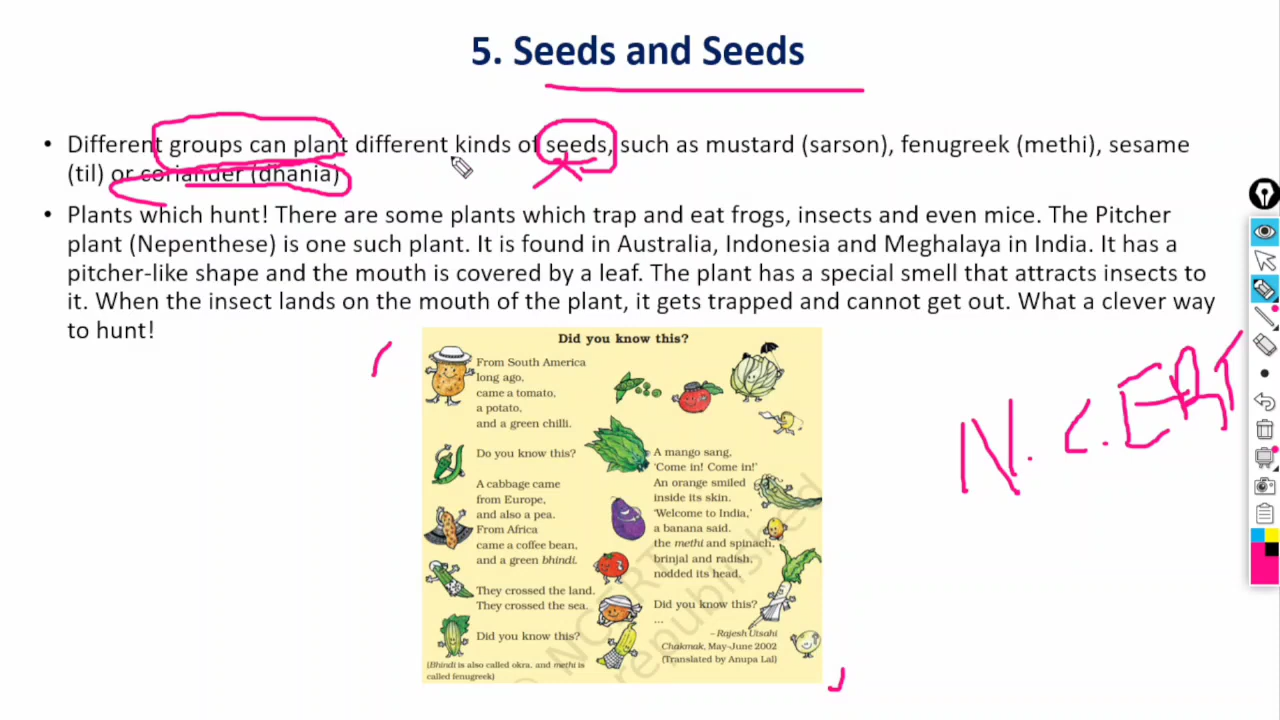 5. Seeds and Seeds
• Different groups can plant different kinds of seeds, such as mustard (sarson), fenugreek (methi), sesame
(til) or coriander (dhania)
• Plants which hunt! There are some plants which trap and eat frogs, insects and even mice. The Pitcher
plant (Nepenthese) is one such plant. It is found in Australia, Indonesia and Meghalaya in India. It has a
pitcher-like shape and the mouth is covered by a leaf. The plant has a special smell that attracts insects to
it. When the insect lands on the mouth of the plant, it gets trapped and cannot get out. What a clever way
to hunt!
Did you know this?
From South America
long ago,
came a tomato,
a potato,
and a green chilli.
Do you know this?
A cabbage came
from Europe,
and also a pea.
From Africa
came a coffee bean,
and a green bhindi.
They crossed the land.
They crossed the sea.
Did you know this?
(Bhindi is also called okra, and methi is
called fenugreek)
A mango sang,
'Come in! Come in!'
An orange smiled
inside its skin.
'Welcome to India,'
a banana said.
the methi and spinach,
brinjal and radish,
nodded its head.
Did you know this?
...
– Rajesh Utsahi
Chakmak, May-June 2002
(Translated by Anupa Lal)
N.C.ERT
NCERT
republished